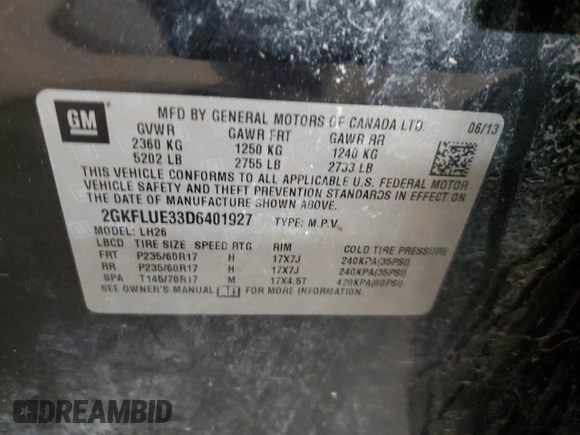 GM
MFD BY GENERAL MOTORS OF CANADA LTD. 06/13
GVWR GAWR FRT GAWR RR
2360 KG 1250 KG 1240 KG
5202 LB 2755 LB 2733 LB
THIS VEHICLE CONFORMS TO ALL APPLICABLE U.S. FEDERAL MOTOR
VEHICLE SAFETY AND THEFT PREVENTION STANDARDS IN EFFECT ON
THE DATE OF MANUFACTURE SHOWN ABOVE.
2GKFLUE33D6401927 TYPE: M.P.V.
MODEL: LH26
LBCD TIRE SIZE SPEED RTG RIM COLD TIRE PRESSURE
FRT P235/60R17 H 17X7J 240KPA(35PSI)
RR P235/60R17 H 17X7J 240KPA(35PSI)
SPA T145/70R17 M 17X4.5T 420KPA(60PSI)
SEE OWNER'S MANUAL FOR MORE INFORMATION.
DREAMBID